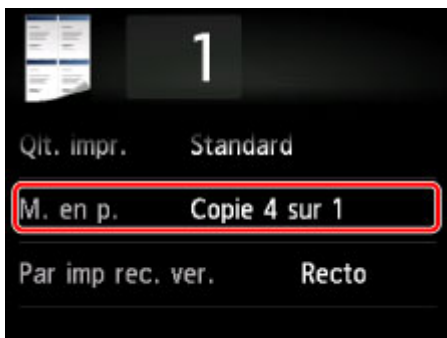 1
Qlt. impr. Standard
M. en p. Copie 4 sur 1
Par imp rec. ver. Recto